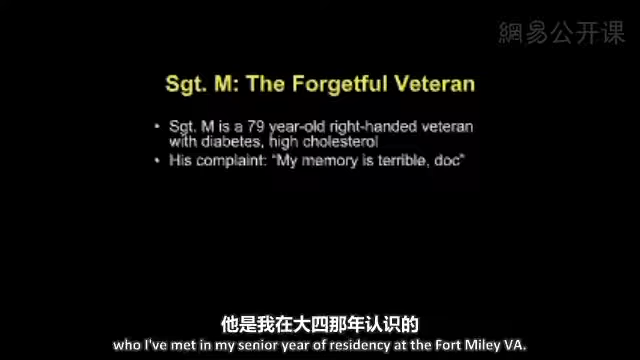 網易公开课
Sgt. M: The Forgetful Veteran
• Sgt. M is a 79 year-old right-handed veteran
with diabetes, high cholesterol
• His complaint: “My memory is terrible, doc”
他是我在大四那年认识的
who I've met in my senior year of residency at the Fort Miley VA.